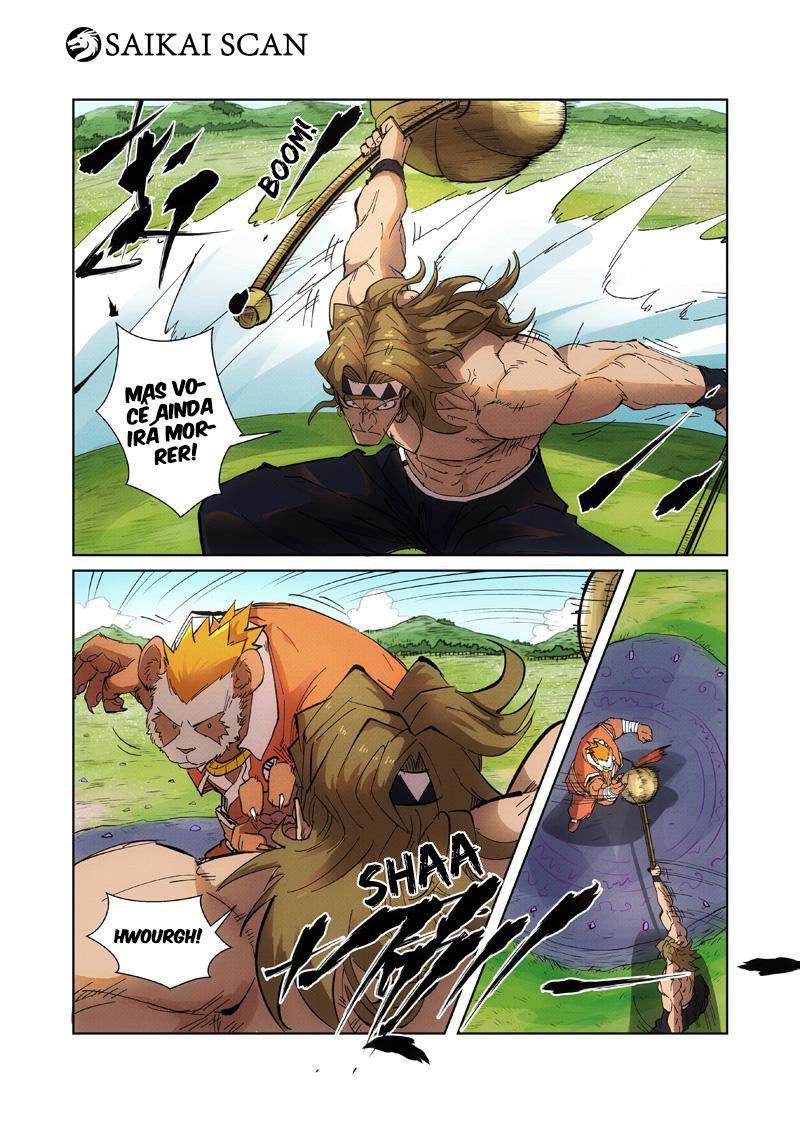 SAIKAI SCAN
BOOM!
MAS VO-
CÊ AINDA
IRÁ MOR-
RER!
SHAA
HWOURGH!